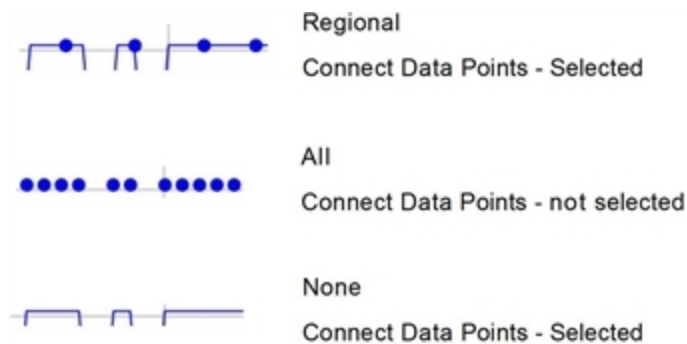 Regional
Connect Data Points - Selected
All
Connect Data Points - not selected
None
Connect Data Points - Selected